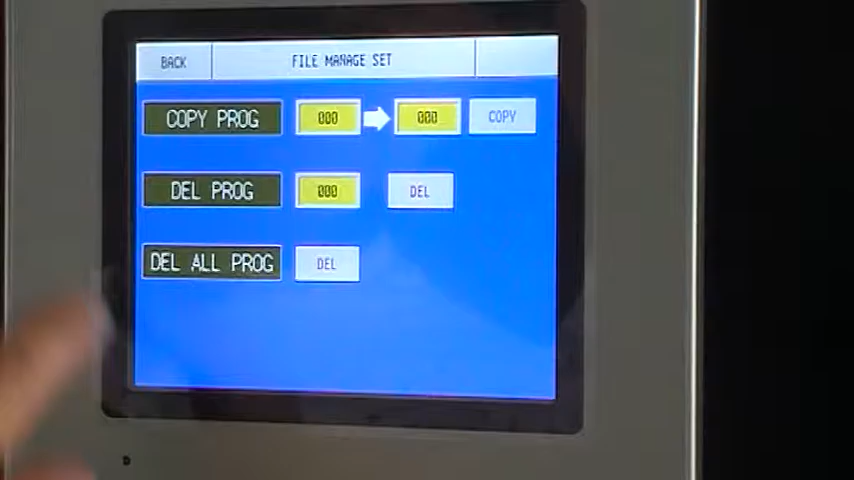 BACK FILE MANAGE SET
COPY PROG 000 000 COPY
DEL PROG 000 DEL
DEL ALL PROG DEL